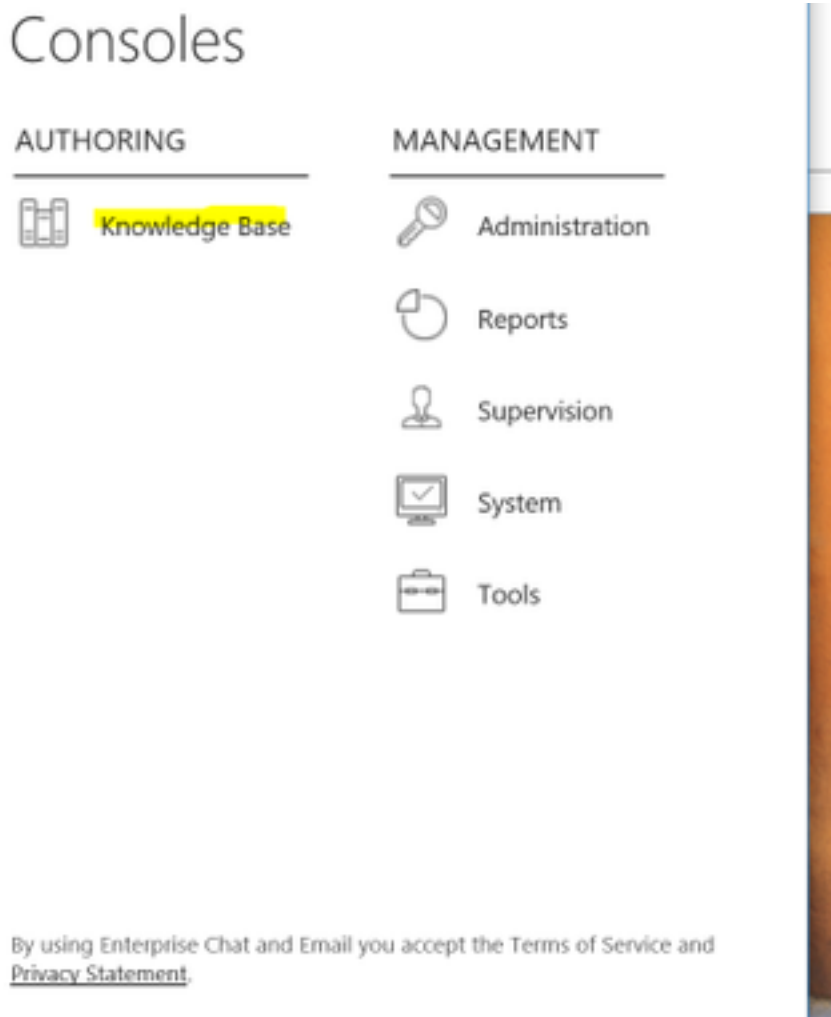 Consoles
AUTHORING
Knowledge Base
MANAGEMENT
Administration
Reports
Supervision
System
Tools
By using Enterprise Chat and Email you accept the Terms of Service and
Privacy Statement.